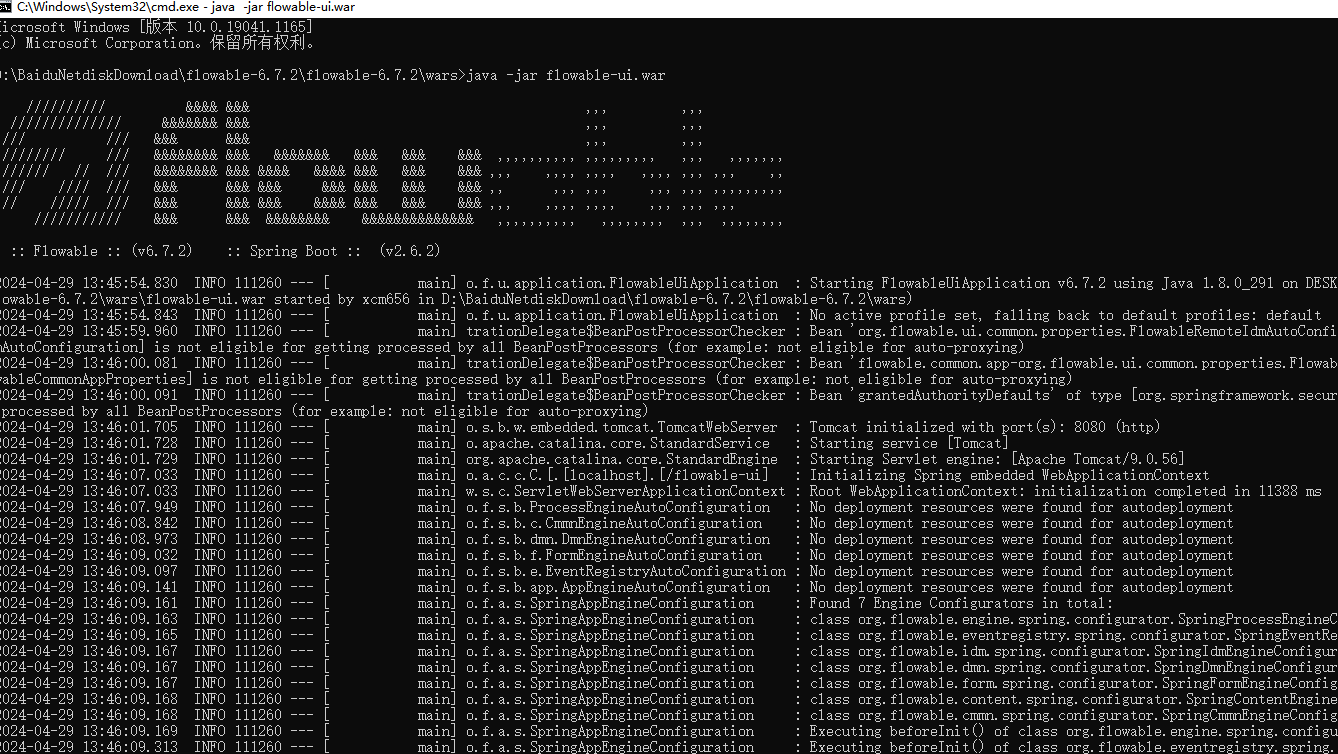 C:\Windows\System32\cmd.exe - java  -jar flowable-ui.war
icrosoft Windows [版本 10.0.19041.1165]
c) Microsoft Corporation。保留所有权利。
:\BaiduNetdiskDownload\flowable-6.7.2\flowable-6.7.2\wars>java -jar flowable-ui.war
:: Flowable :: (v6.7.2)    :: Spring Boot ::  (v2.6.2)
2024-04-29 13:45:54.830  INFO 111260 --- [           main] o.f.u.application.FlowableUiApplication  : Starting FlowableUiApplication v6.7.2 using Java 1.8.0_291 on DESK
owable-6.7.2\wars\flowable-ui.war started by xcm656 in D:\BaiduNetdiskDownload\flowable-6.7.2\flowable-6.7.2\wars)
2024-04-29 13:45:54.843  INFO 111260 --- [           main] o.f.u.application.FlowableUiApplication  : No active profile set, falling back to default profiles: default
2024-04-29 13:45:59.960  INFO 111260 --- [           main] trationDelegate$BeanPostProcessorChecker : Bean 'org.flowable.ui.common.properties.FlowableRemoteIdmAutoConfi
nAutoConfiguration] is not eligible for getting processed by all BeanPostProcessors (for example: not eligible for auto-proxying)
2024-04-29 13:46:00.081  INFO 111260 --- [           main] trationDelegate$BeanPostProcessorChecker : Bean 'flowable.common.app-org.flowable.ui.common.properties.Flowab
ableCommonAppProperties] is not eligible for getting processed by all BeanPostProcessors (for example: not eligible for auto-proxying)
2024-04-29 13:46:00.091  INFO 111260 --- [           main] trationDelegate$BeanPostProcessorChecker : Bean 'grantedAuthorityDefaults' of type [org.springframework.secur
processed by all BeanPostProcessors (for example: not eligible for auto-proxying)
2024-04-29 13:46:01.705  INFO 111260 --- [           main] o.s.b.w.embedded.tomcat.TomcatWebServer  : Tomcat initialized with port(s): 8080 (http)
2024-04-29 13:46:01.728  INFO 111260 --- [           main] o.apache.catalina.core.StandardService   : Starting service [Tomcat]
2024-04-29 13:46:01.729  INFO 111260 --- [           main] org.apache.catalina.core.StandardEngine  : Starting Servlet engine: [Apache Tomcat/9.0.56]
2024-04-29 13:46:07.033  INFO 111260 --- [           main] o.a.c.c.C.[.[localhost].[/flowable-ui]   : Initializing Spring embedded WebApplicationContext
2024-04-29 13:46:07.033  INFO 111260 --- [           main] w.s.c.ServletWebServerApplicationContext : Root WebApplicationContext: initialization completed in 11388 ms
2024-04-29 13:46:07.949  INFO 111260 --- [           main] o.f.s.b.ProcessEngineAutoConfiguration   : No deployment resources were found for autodeployment
2024-04-29 13:46:08.842  INFO 111260 --- [           main] o.f.s.b.c.CmmnEngineAutoConfiguration    : No deployment resources were found for autodeployment
2024-04-29 13:46:08.973  INFO 111260 --- [           main] o.f.s.b.dmn.DmnEngineAutoConfiguration   : No deployment resources were found for autodeployment
2024-04-29 13:46:09.032  INFO 111260 --- [           main] o.f.s.b.f.FormEngineAutoConfiguration    : No deployment resources were found for autodeployment
2024-04-29 13:46:09.097  INFO 111260 --- [           main] o.f.s.b.e.EventRegistryAutoConfiguration : No deployment resources were found for autodeployment
2024-04-29 13:46:09.141  INFO 111260 --- [           main] o.f.s.b.app.AppEngineAutoConfiguration   : No deployment resources were found for autodeployment
2024-04-29 13:46:09.161  INFO 111260 --- [           main] o.f.a.s.SpringAppEngineConfiguration     : Found 7 Engine Configurators in total:
2024-04-29 13:46:09.163  INFO 111260 --- [           main] o.f.a.s.SpringAppEngineConfiguration     : class org.flowable.engine.spring.configurator.SpringProcessEngineC
2024-04-29 13:46:09.165  INFO 111260 --- [           main] o.f.a.s.SpringAppEngineConfiguration     : class org.flowable.eventregistry.spring.configurator.SpringEventRe
2024-04-29 13:46:09.167  INFO 111260 --- [           main] o.f.a.s.SpringAppEngineConfiguration     : class org.flowable.idm.spring.configurator.SpringIdmEngineConfigur
2024-04-29 13:46:09.167  INFO 111260 --- [           main] o.f.a.s.SpringAppEngineConfiguration     : class org.flowable.dmn.spring.configurator.SpringDmnEngineConfigur
2024-04-29 13:46:09.167  INFO 111260 --- [           main] o.f.a.s.SpringAppEngineConfiguration     : class org.flowable.form.spring.configurator.SpringFormEngineConfig
2024-04-29 13:46:09.168  INFO 111260 --- [           main] o.f.a.s.SpringAppEngineConfiguration     : class org.flowable.content.spring.configurator.SpringContentEngine
2024-04-29 13:46:09.168  INFO 111260 --- [           main] o.f.a.s.SpringAppEngineConfiguration     : class org.flowable.cmmn.spring.configurator.SpringCmmnEngineConfig
2024-04-29 13:46:09.169  INFO 111260 --- [           main] o.f.a.s.SpringAppEngineConfiguration     : Executing beforeInit() of class org.flowable.engine.spring.configu
2024-04-29 13:46:09.313  INFO 111260 --- [           main] o.f.a.s.SpringAppEngineConfiguration     : Executing beforeInit() of class org.flowable.eventregistry.spring